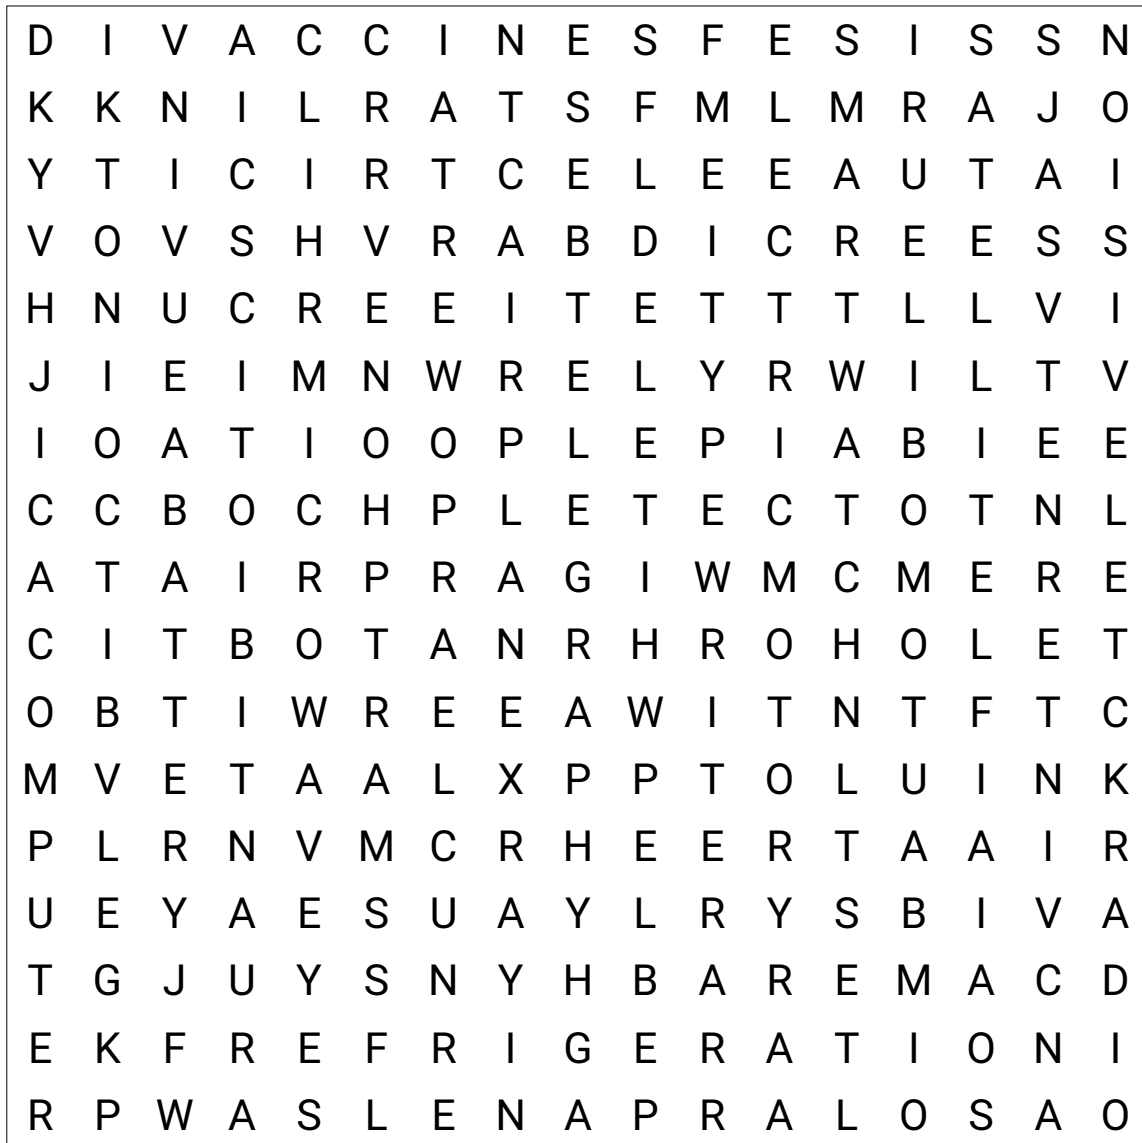 D I V A C C I N E S F E S I S S N
K K N I L R A T S F M L M R A J O
Y T I C I R T C E L E E A U T A I
V O V S H V R A B D I C R E E S S
H N U C R E E I T E T T T L L V I
J I E I M N W R E L Y R W I L T V
I O A T I O O P L E P I A B I E E
C C B O C H P L E T E C T O T N L
A T A I R P R A G I W M C M E R E
C I T B O T A N R H R O H O L E T
O B T I W R E E A W I T N T F T C
M V E T A A L X P P T O L U I N K
P L R N V M C R H E E R T A A I R
U E Y A E S U A Y L R Y S B I V A
T G J U Y S N Y H B A R E M A C D
E K F R E F R I G E R A T I O N I
R P W A S L E N A P R A L O S A O